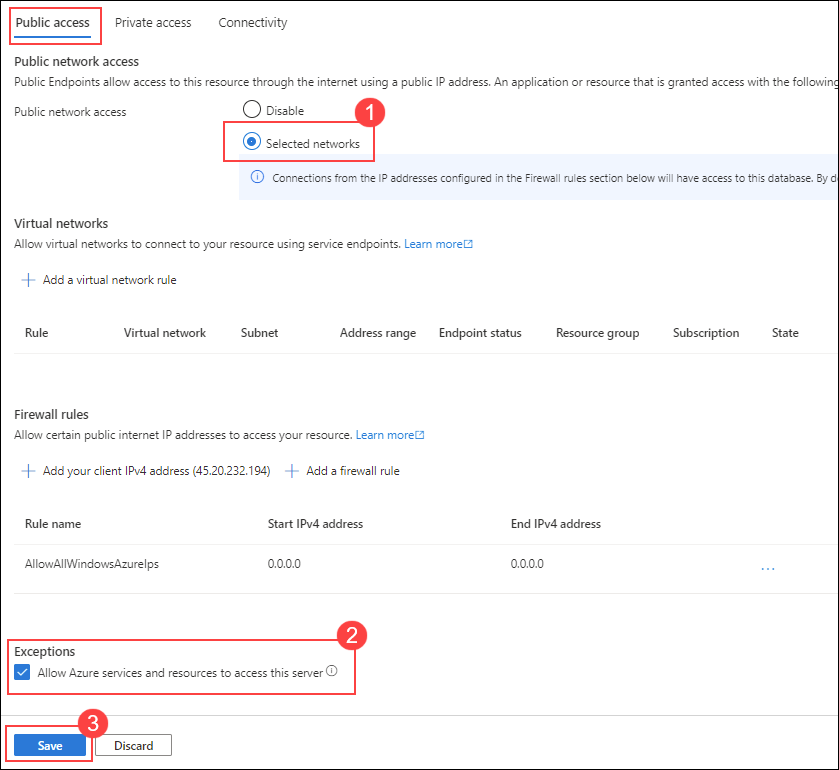 Public access Private access Connectivity
Public network access
Public Endpoints allow access to this resource through the internet using a public IP address. An application or resource that is granted access with the following
Public network access
Disable
1
Selected networks
Connections from the IP addresses configured in the Firewall rules section below will have access to this database. By d
Virtual networks
Allow virtual networks to connect to your resource using service endpoints. Learn more
Add a virtual network rule
Rule Virtual network Subnet Address range Endpoint status Resource group Subscription State
Firewall rules
Allow certain public internet IP addresses to access your resource. Learn more
Add your client IPv4 address (45.20.232.194) Add a firewall rule
Rule name Start IPv4 address End IPv4 address
AllowAllWindowsAzureIps 0.0.0.0 0.0.0.0 ...
2
Exceptions
Allow Azure services and resources to access this server
3
Save Discard